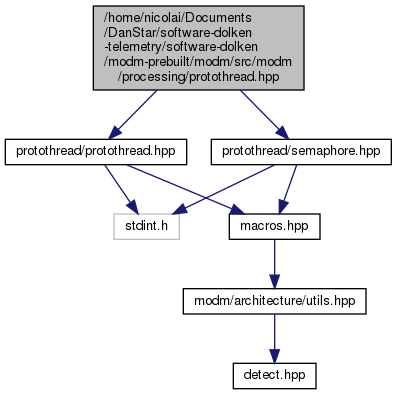 /home/nicolai/Documents
/DanStar/software-dolken
-telemetry/software-dolken
/modm-prebuilt/modm/src/modm
/processing/protothread.hpp
protothread/protothread.hpp
protothread/semaphore.hpp
stdint.h
macros.hpp
modm/architecture/utils.hpp
detect.hpp